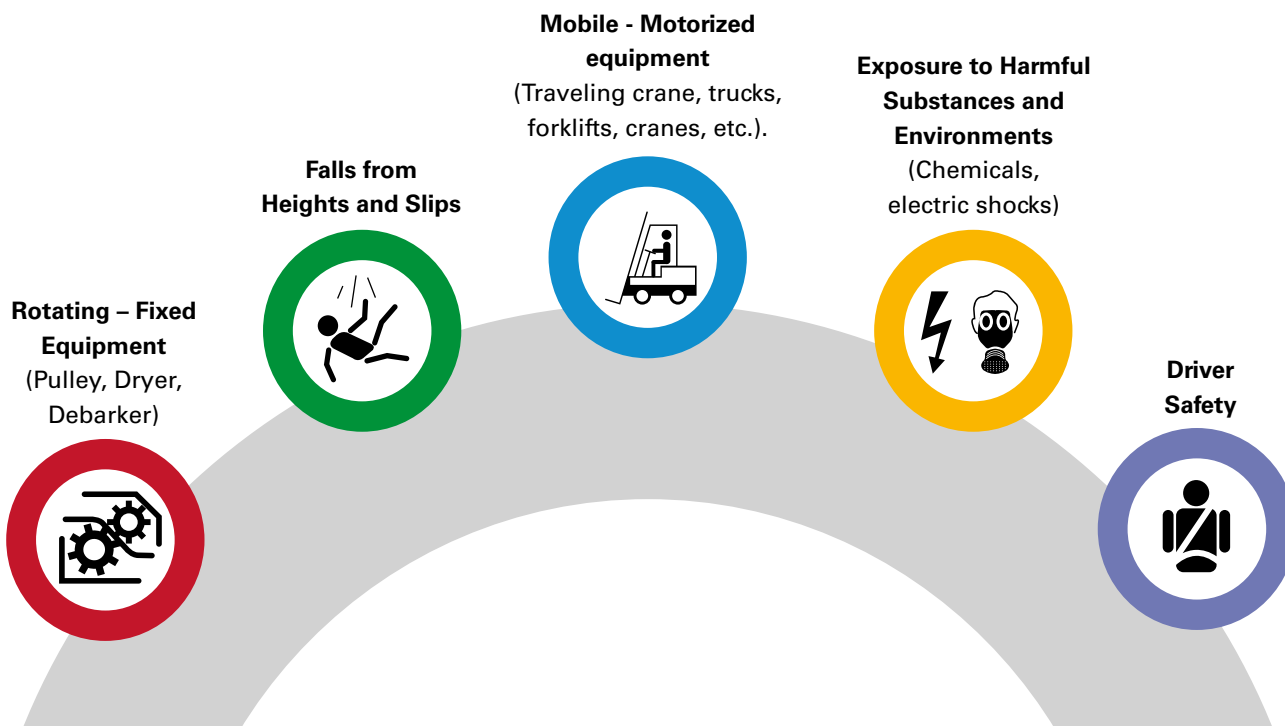 Rotating – Fixed
Equipment
(Pulley, Dryer,
Debarker)
Falls from
Heights and Slips
Mobile - Motorized
equipment
(Traveling crane, trucks,
forklifts, cranes, etc.).
Exposure to Harmful
Substances and
Environments
(Chemicals,
electric shocks)
Driver
Safety